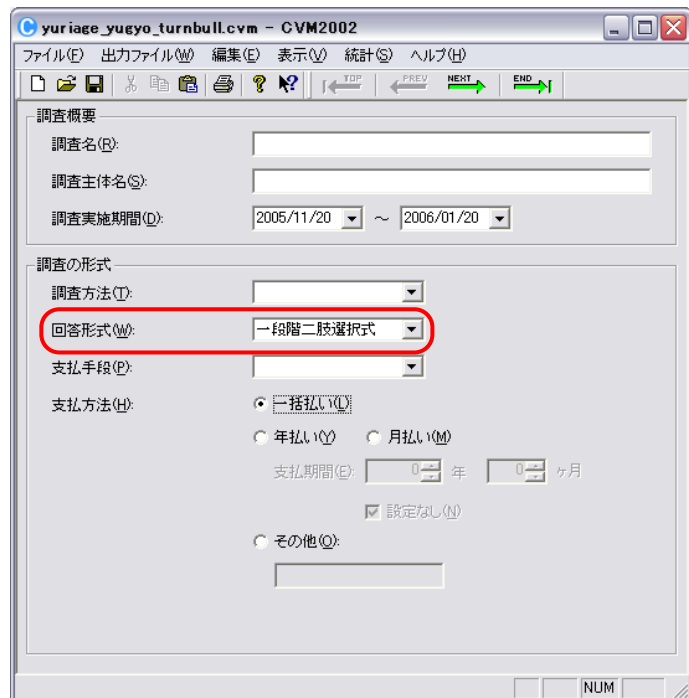 yuriage_yugyo_turnbull.cvm - CVM2002
ファイル(F) 出力ファイル(W) 編集(E) 表示(V) 統計(S) ヘルプ(H)
TOP PREV NEXT END
調査概要
調査名(R):
調査主体名(S):
調査実施期間(D): 2005/11/20 ～ 2006/01/20
調査の形式
調査方法(T):
回答形式(W): 一段階二肢選択式
支払手段(P):
支払方法(H): 一括払い(L)
年払い(Y) 月払い(M)
支払期間(E): 0 年 0 ヶ月
設定なし(N)
その他(O):
NUM